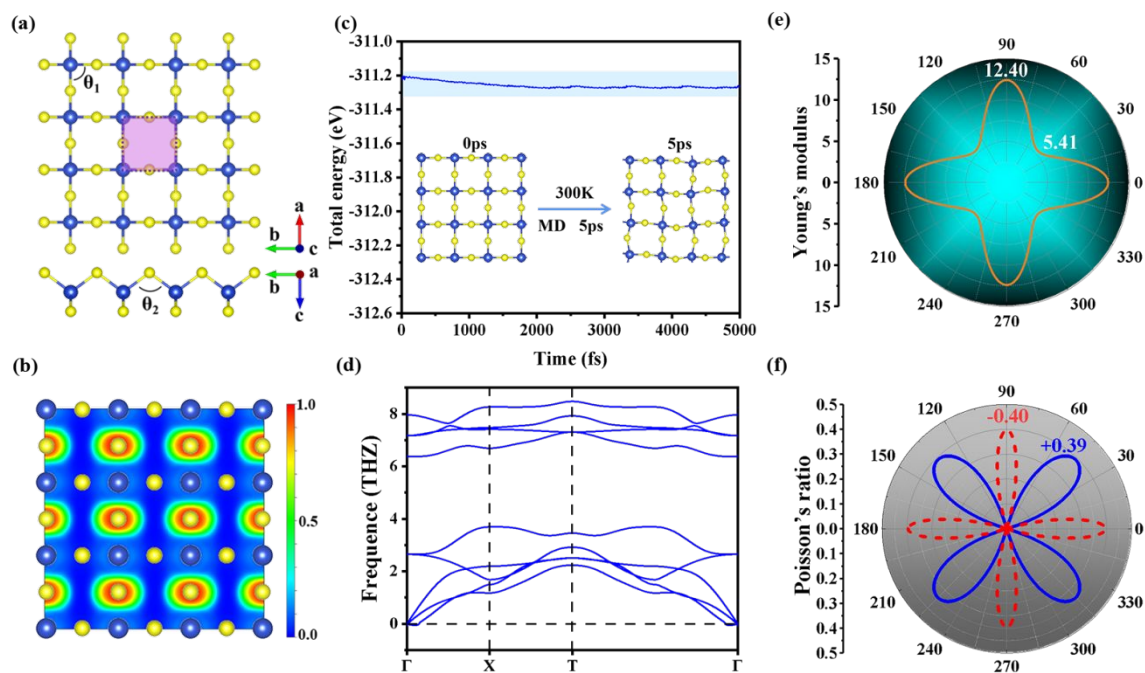 (a)
θ1
a
b
c
a
b
c
θ2
(b)
1.0
0.5
0.0
(c)
Total energy (eV)
-311.0
-311.2
-311.4
-311.6
-311.8
-312.0
-312.2
-312.4
-312.6
0ps
5ps
300K
MD 5ps
0 1000 2000 3000 4000 5000
Time (fs)
(d)
Frequence (THZ)
8
6
4
2
0
Γ X T Γ
(e)
Young's modulus
15
10
5
0
5
10
15
90
120 60
150 30
180 0
210
240 300
270
12.40
5.41
(f)
Poisson's ratio
0.5
0.4
0.3
0.2
0.1
0.0
0.1
0.2
0.3
0.4
0.5
90
120 60
150 30
180 0
210
240 300
270
-0.40
+0.39